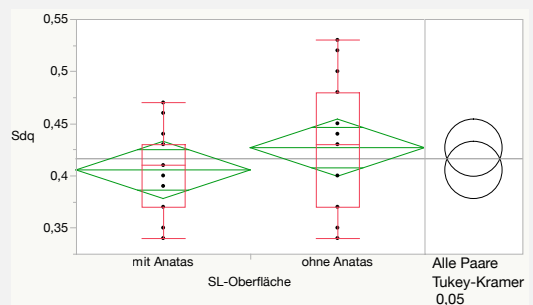 0,55
0,5
0,45
Sdq
0,4
0,35
mit Anatas
ohne Anatas
SL-Oberfläche
Alle Paare
Tukey-Kramer
0,05